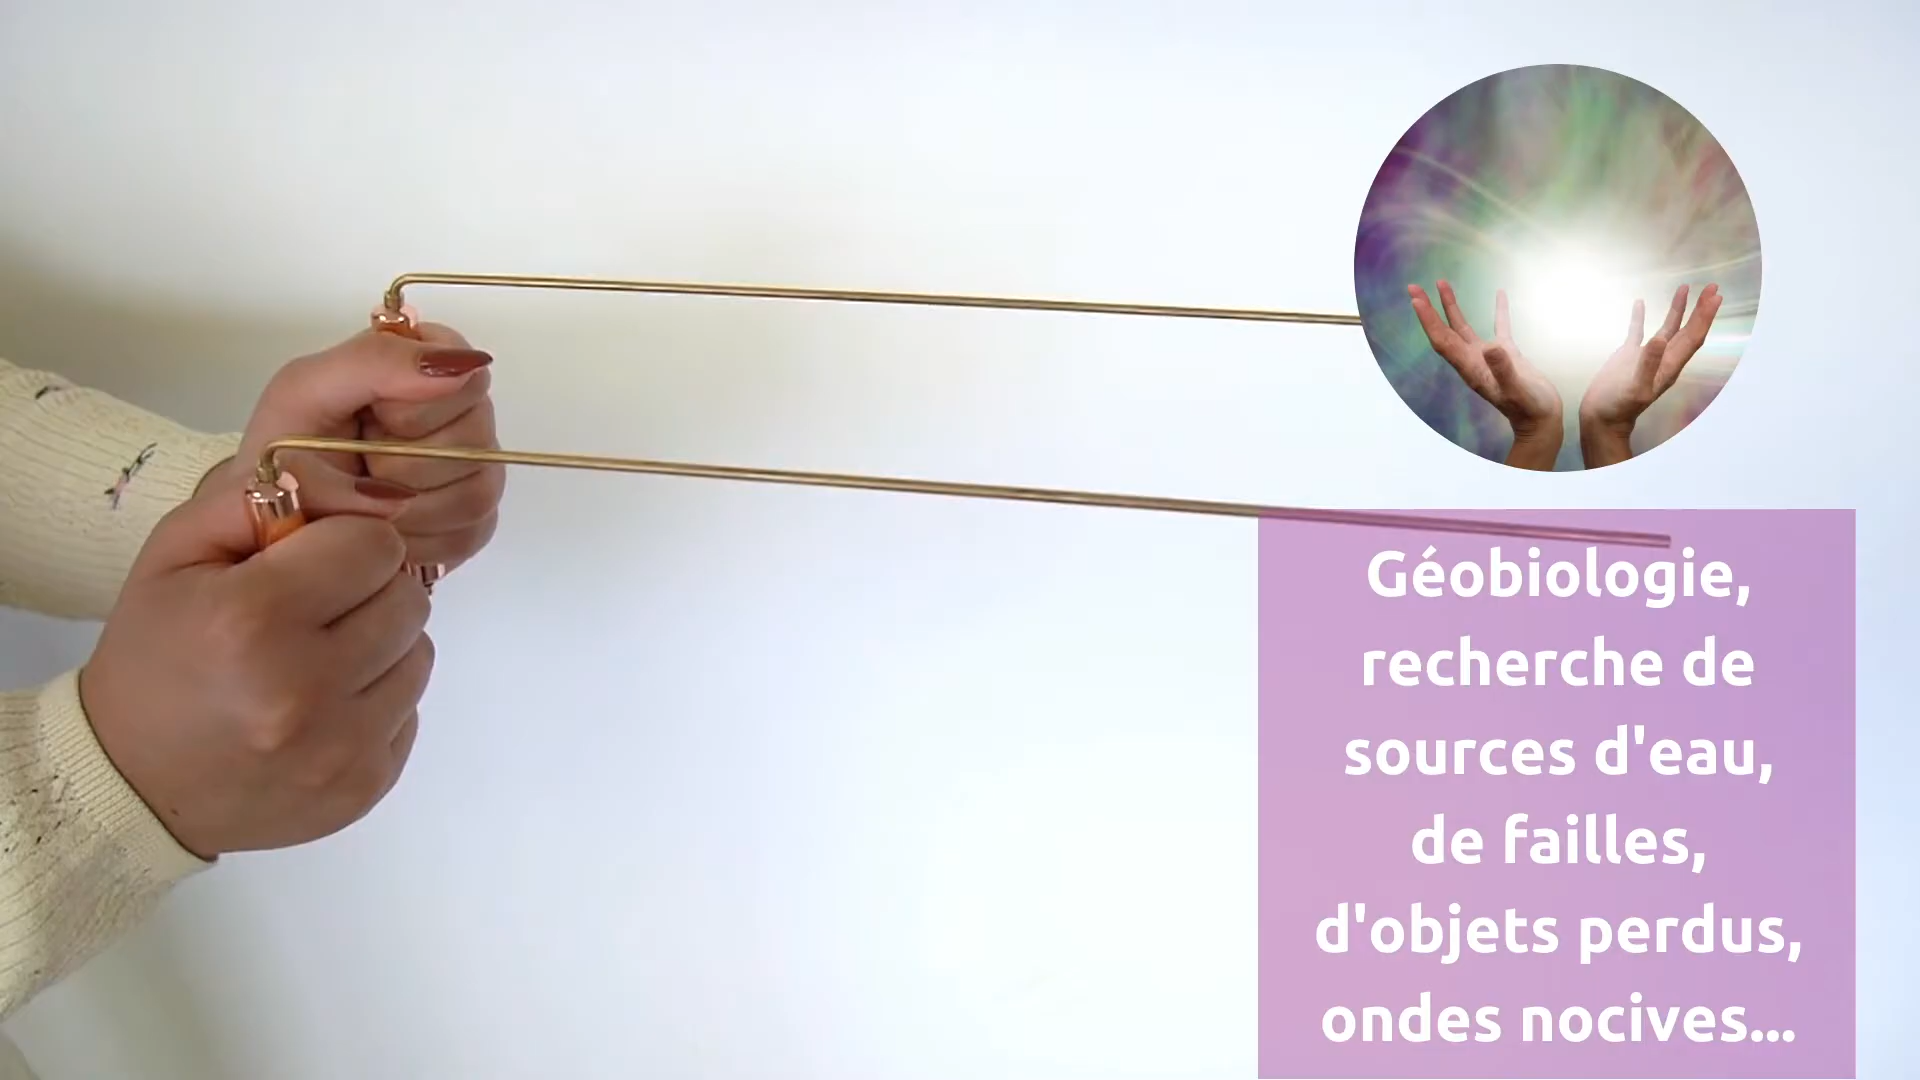 Géobiologie,
recherche de
sources d'eau,
de failles,
d'objets perdus,
ondes nocives...